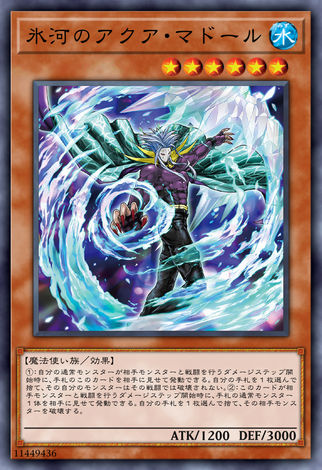 氷河のアクア・マドール
水
【魔法使い族/効果】
①:自分の通常モンスターが相手モンスターと戦闘を行うダメージステップ開
始時に、手札のこのカードを相手に見せて発動できる。自分の手札を1枚選んで
捨て、そのモンスターはその戦闘では破壊されない。②:このカードが相手
モンスターと戦闘を行うダメージステップ開始時に、手札の通常モンスター
1体を相手に見せて発動できる。自分の手札を1枚選んで捨て、その相手モンス
ターを破壊する。
ATK/1200 DEF/3000
11449436